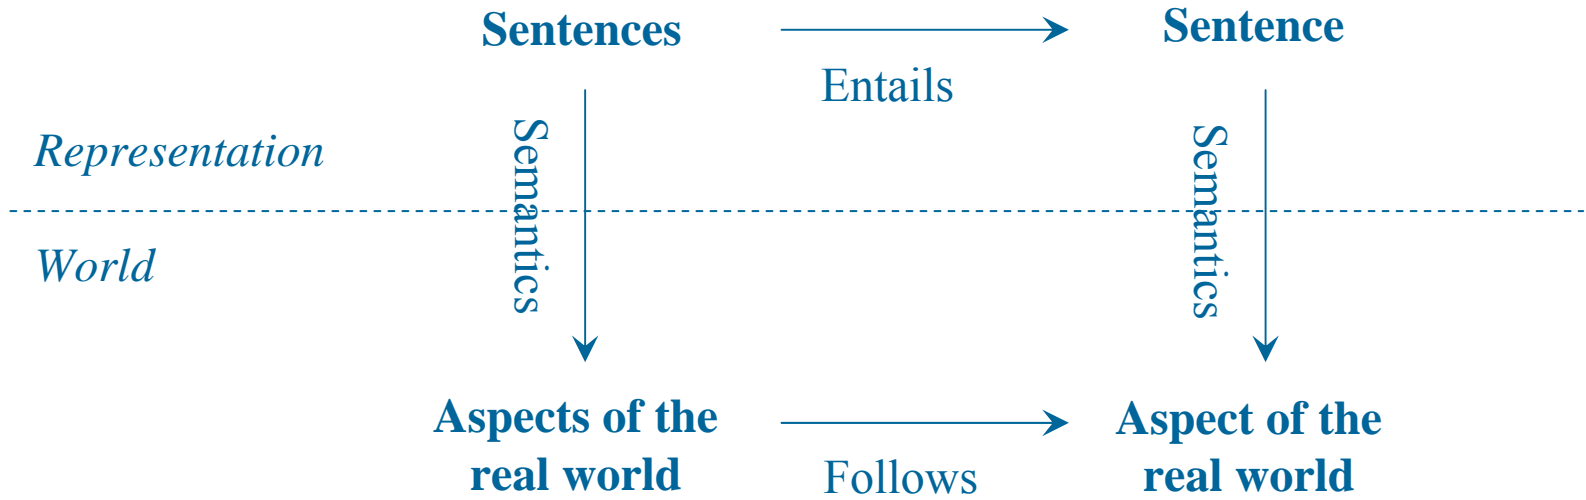 Sentences
Sentence
Entails
Semantics
Semantics
Representation
World
Aspects of the
real world
Follows
Aspect of the
real world